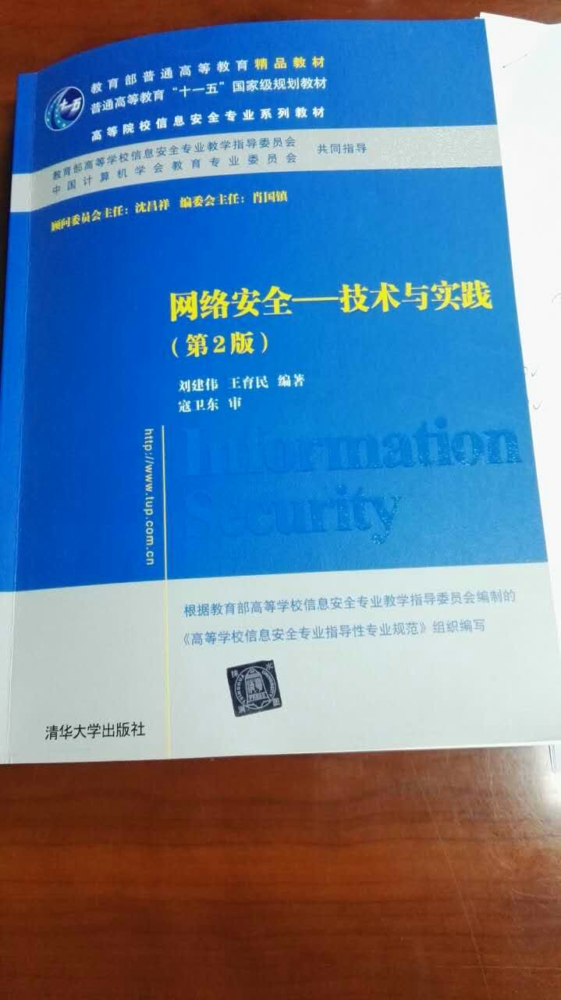 十一五
教育部普通高等教育精品教材
普通高等教育“十一五”国家级规划教材
高等院校信息安全专业系列教材
教育部高等学校信息安全专业教学指导委员会
中国计算机学会教育专业委员会
共同指导
顾问委员会主任：沈昌祥 编委会主任：肖国镇
网络安全——技术与实践
（第2版）
刘建伟 王育民 编著
寇卫东 审
http://www.tup.com.cn
Information
Security
根据教育部高等学校信息安全专业教学指导委员会编制的
《高等学校信息安全专业指导性专业规范》组织编写
清华大学出版社